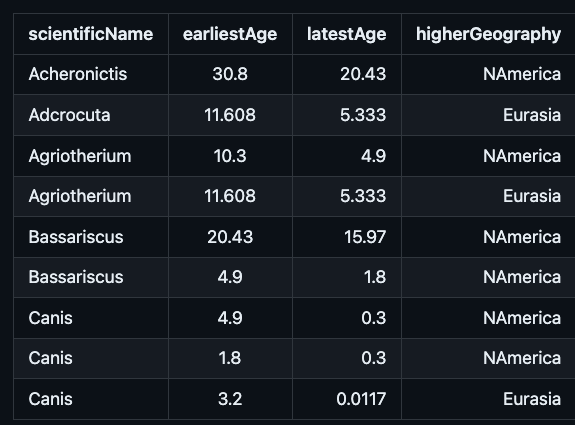 scientificName earliestAge latestAge higherGeography
Acheronictis 30.8 20.43 NAmerica
Adcrocuta 11.608 5.333 Eurasia
Agriotherium 10.3 4.9 NAmerica
Agriotherium 11.608 5.333 Eurasia
Bassariscus 20.43 15.97 NAmerica
Bassariscus 4.9 1.8 NAmerica
Canis 4.9 0.3 NAmerica
Canis 1.8 0.3 NAmerica
Canis 3.2 0.0117 Eurasia